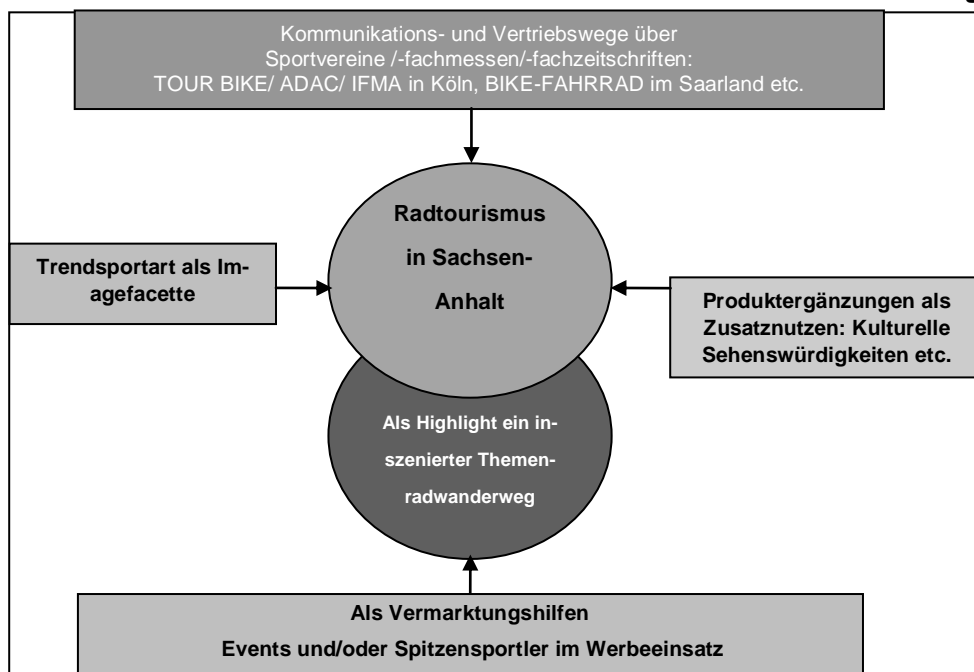 Kommunikations- und Vertriebswege über
Sportvereine /-fachmessen/-fachzeitschriften:
TOUR BIKE/ ADAC/ IFMA in Köln, BIKE-FAHRRAD im Saarland etc.
Radtourismus
in Sachsen-
Anhalt
Trendsportart als Im-
agefacette
Produktergänzungen als
Zusatznutzen: Kulturelle
Sehenswürdigkeiten etc.
Als Highlight ein in-
szenierter Themen-
radwanderweg
Als Vermarktungshilfen
Events und/oder Spitzensportler im Werbeeinsatz